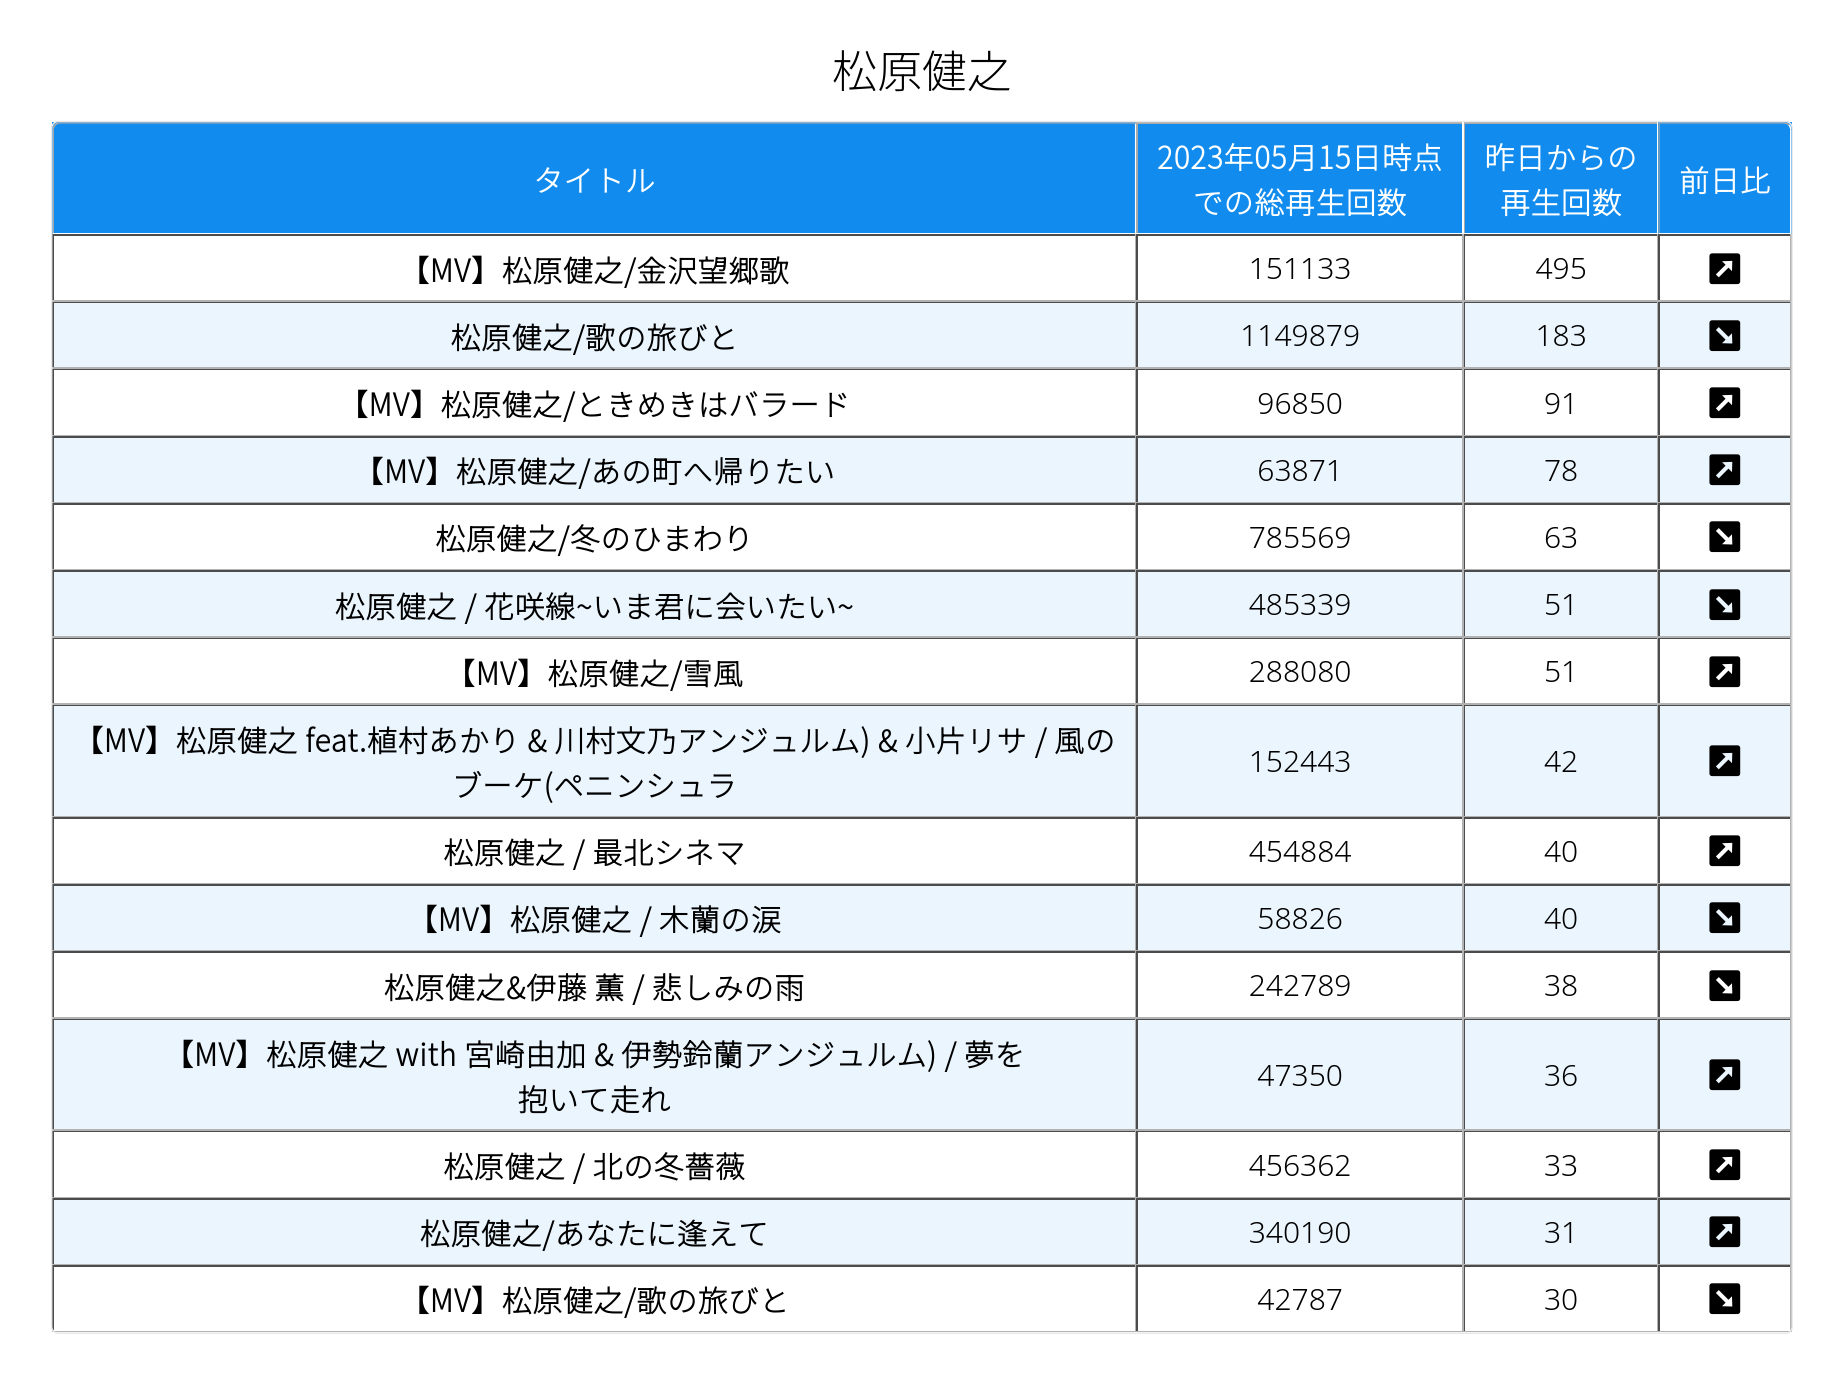 松原健之
タイトル
2023年05月15日時点
での総再生回数
昨日からの
再生回数
前日比
【MV】松原健之/金沢望郷歌 151133 495
松原健之/歌の旅びと 1149879 183
【MV】松原健之/ときめきはバラード 96850 91
【MV】松原健之/あの町へ帰りたい 63871 78
松原健之/冬のひまわり 785569 63
松原健之 / 花咲線~いま君に会いたい~ 485339 51
【MV】松原健之/雪風 288080 51
【MV】松原健之 feat.植村あかり & 川村文乃アンジュルム) & 小片リサ / 風の
ブーケ(ペニンシュラ
152443 42
松原健之 / 最北シネマ 454884 40
【MV】松原健之 / 木蘭の涙 58826 40
松原健之&伊藤 薫 / 悲しみの雨 242789 38
【MV】松原健之 with 宮崎由加 & 伊勢鈴蘭アンジュルム) / 夢を
抱いて走れ
47350 36
松原健之 / 北の冬薔薇 456362 33
松原健之/あなたに逢えて 340190 31
【MV】松原健之/歌の旅びと 42787 30